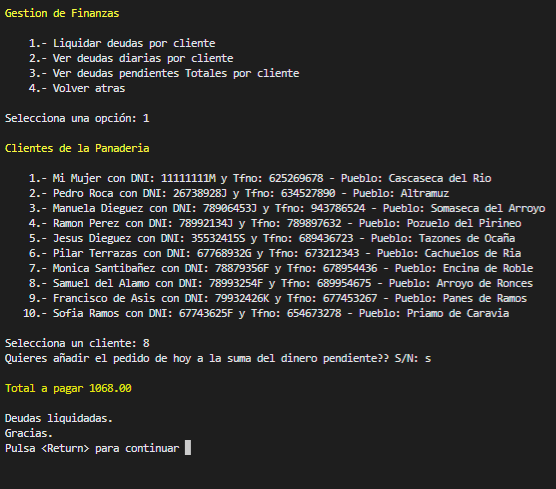 Gestion de Finanzas
1.- Liquidar deudas por cliente
2.- Ver deudas diarias por cliente
3.- Ver deudas pendientes Totales por cliente
4.- Volver atras
Selecciona una opción: 1
Clientes de la Panaderia
1.- Mi Mujer con DNI: 11111111M y Tfno: 625269678 - Pueblo: Cascaseca del Rio
2.- Pedro Roca con DNI: 26738928J y Tfno: 634527890 - Pueblo: Altramuz
3.- Manuela Dieguez con DNI: 78906453J y Tfno: 943786524 - Pueblo: Somaseca del Arroyo
4.- Ramon Perez con DNI: 78992134J y Tfno: 789897632 - Pueblo: Pozuelo del Pirineo
5.- Jesus Dieguez con DNI: 35532415S y Tfno: 689436723 - Pueblo: Tazones de Ocaña
6.- Pilar Terrazas con DNI: 67768932G y Tfno: 673212343 - Pueblo: Cachuelos de Ria
7.- Monica Santibañez con DNI: 78879356F y Tfno: 678954436 - Pueblo: Encina de Roble
8.- Samuel del Alamo con DNI: 78993254F y Tfno: 689954675 - Pueblo: Arroyo de Ronces
9.- Francisco de Asis con DNI: 79932426K y Tfno: 677453267 - Pueblo: Panes de Ramos
10.- Sofia Ramos con DNI: 67743625F y Tfno: 654673278 - Pueblo: Priamo de Caravia
Selecciona un cliente: 8
Quieres añadir el pedido de hoy a la suma del dinero pendiente?? S/N: s
Total a pagar 1068.00
Deudas liquidadas.
Gracias.
Pulsa <Return> para continuar